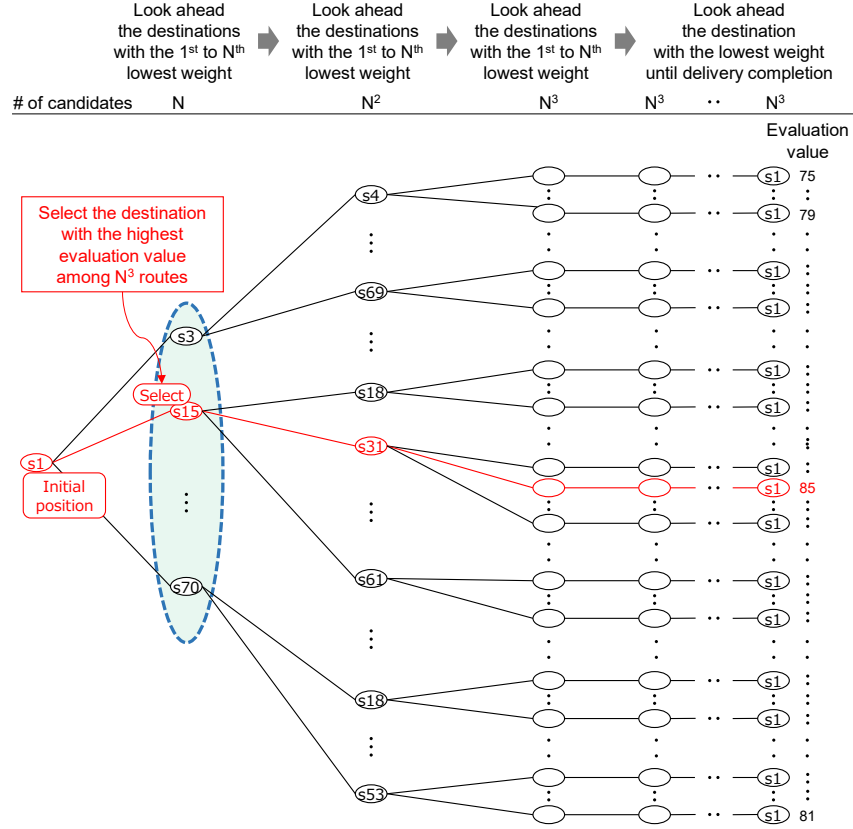 Look ahead
the destinations
with the 1st to Nth
lowest weight
Look ahead
the destinations
with the 1st to Nth
lowest weight
Look ahead
the destinations
with the 1st to Nth
lowest weight
Look ahead
the destination
with the lowest weight
until delivery completion
# of candidates N N² N³ N³ ·· N³
Evaluation
value
Select the destination
with the highest
evaluation value
among N³ routes
s4
s1 75
s1 79
s69
s1
s1
s3
s18
s1
s1
Select
s15
s31
s1
Initial
position
s1
s1 85
s1
s70
s61
s1
s1
s18
s1
s1
s53
s1
s1 81